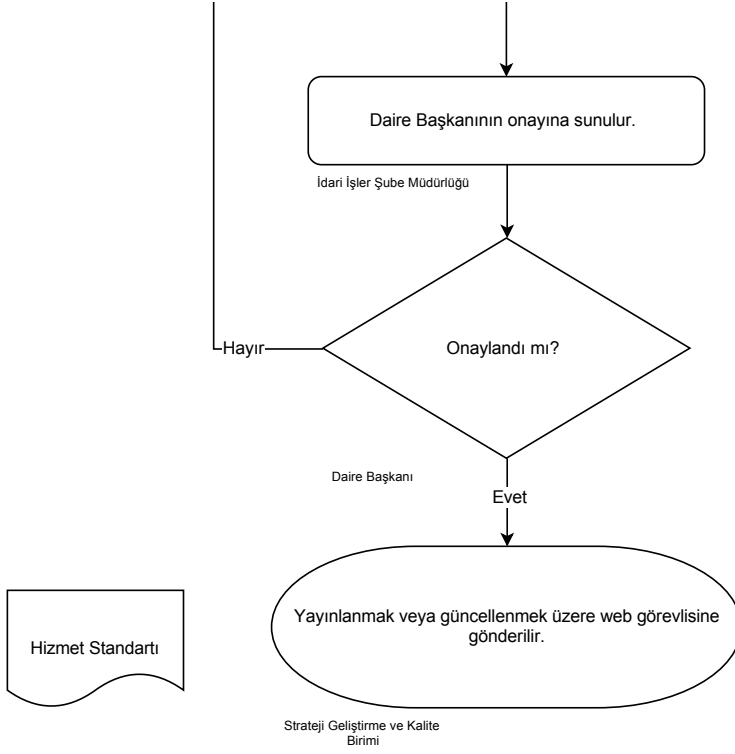 Daire Başkanının onayına sunulur.
İdari İşler Şube Müdürlüğü
Hayır
Onaylandı mı?
Daire Başkanı
Evet
Yayınlanmak veya güncellenmek üzere web görevlisine
gönderilir.
Hizmet Standartı
Strateji Geliştirme ve Kalite
Birimi